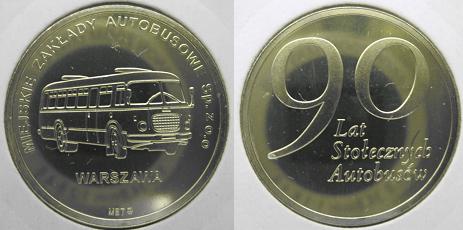 MIEJSKIE ZAKŁADY AUTOBUSOWE SP. Z O O
WARSZAWA
90
Lat
Stołecznych
Autobusów